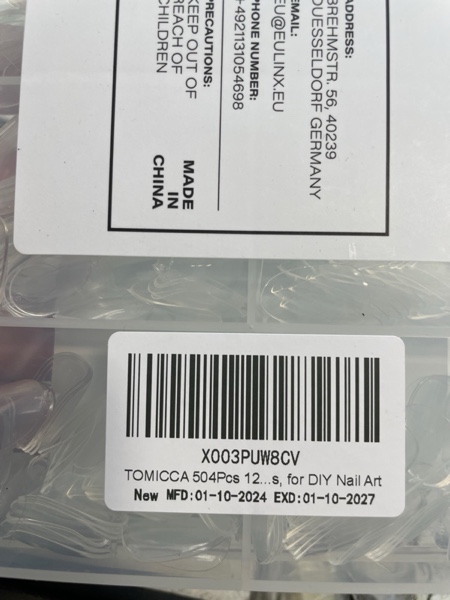 ADDRESS:
BREHMSTR. 56, 40239
DUESSELDORF GERMANY
EMAIL:
EU@EULINX.EU
PHONE NUMBER:
+4921131054698
PRECAUTIONS:
KEEP OUT OF
REACH OF
CHILDREN
MADE
IN
CHINA
X003PUW8CV
TOMICCA 504Pcs 12...s, for DIY Nail Art
New MFD:01-10-2024 EXD:01-10-2027